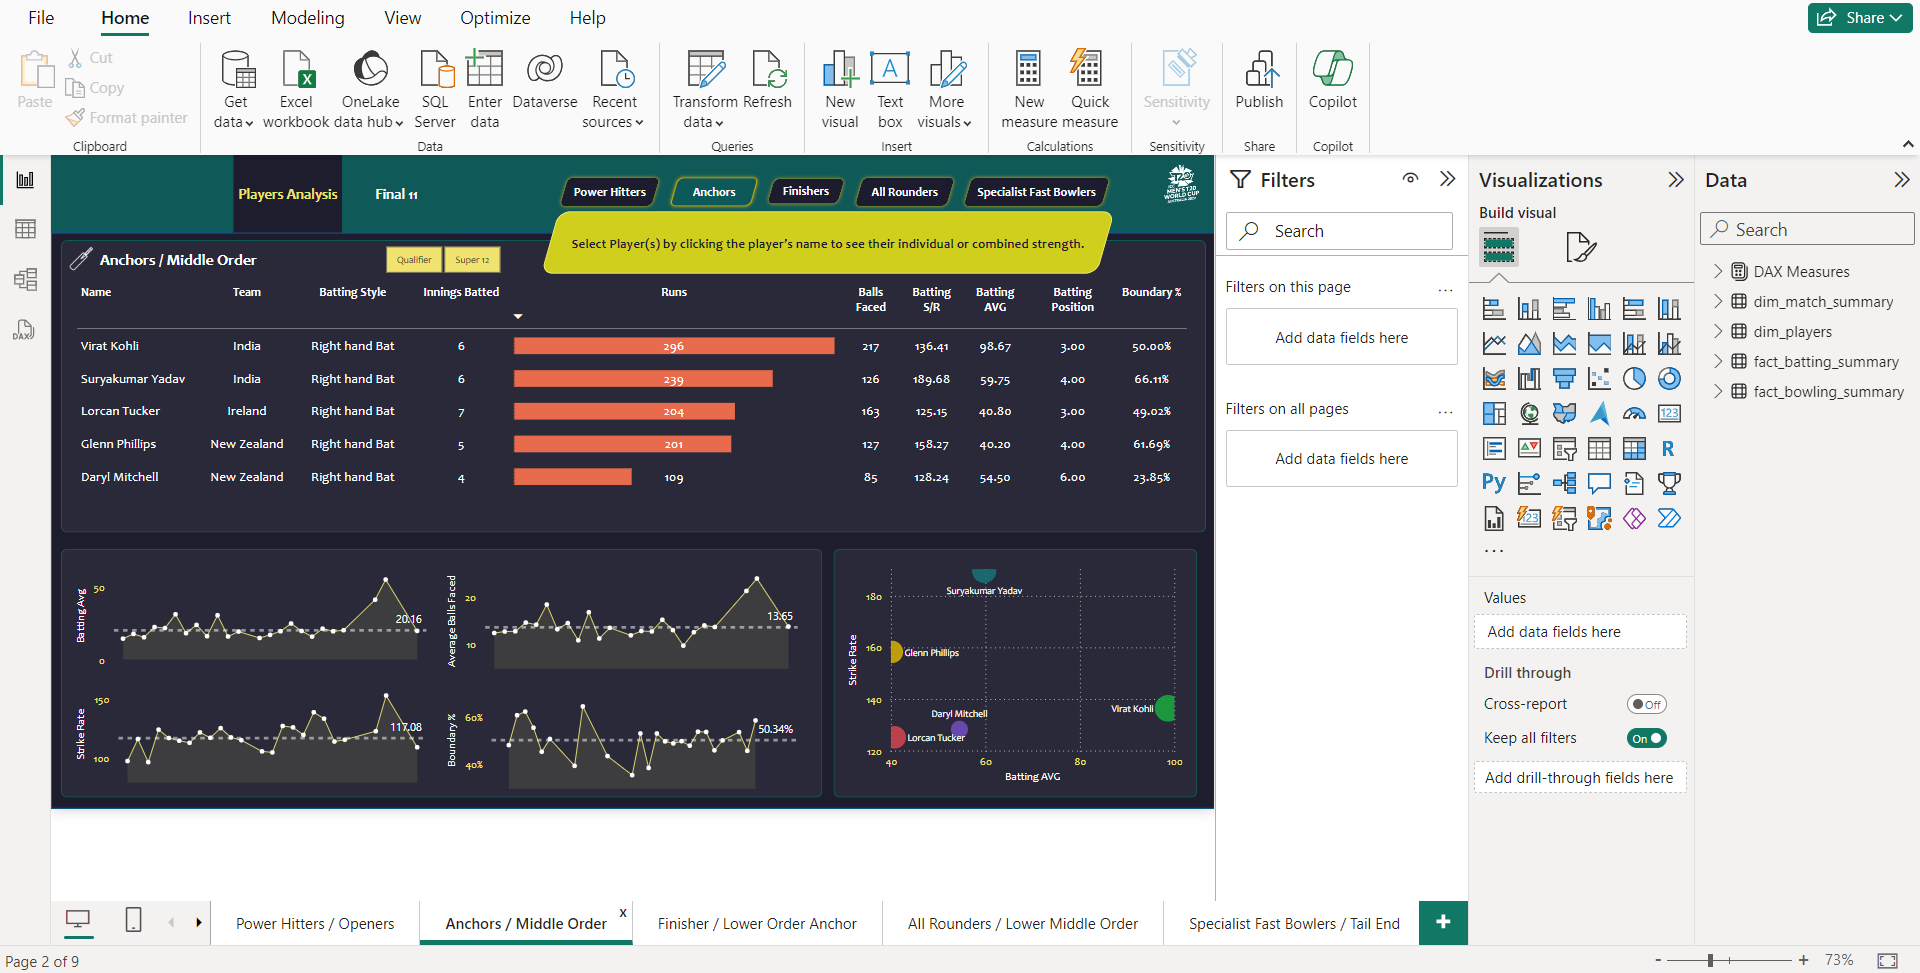 File Home Insert Modeling View Optimize Help
Share
Paste
Cut
Copy
Format painter
Clipboard
Get data
Excel workbook
OneLake data hub
SQL Server
Enter data
Dataverse
Recent sources
Data
Transform data
Refresh
Queries
New visual
Text box
More visuals
Insert
New measure
Quick measure
Calculations
Sensitivity
Sensitivity
Publish
Share
Copilot
Copilot
Players Analysis
Final 11
Power Hitters
Anchors
Finishers
All Rounders
Specialist Fast Bowlers
MEN'S T20
WORLD CUP
Select Player(s) by clicking the player's name to see their individual or combined strength.
Anchors / Middle Order
Qualifier
Super 12
Name Team Batting Style Innings Batted Runs Balls Faced Batting S/R Batting AVG Batting Position Boundary %
Virat Kohli India Right hand Bat 6 296 217 136.41 98.67 3.00 50.00%
Suryakumar Yadav India Right hand Bat 6 239 126 189.68 59.75 4.00 66.11%
Lorcan Tucker Ireland Right hand Bat 7 204 163 125.15 40.80 3.00 49.02%
Glenn Phillips New Zealand Right hand Bat 5 201 127 158.27 40.20 4.00 61.69%
Daryl Mitchell New Zealand Right hand Bat 4 109 85 128.24 54.50 6.00 23.85%
Batting Avg
50
0
20.16
Average Balls Faced
20
10
13.65
Strike Rate
150
100
117.08
Boundary %
60%
40%
50.34%
Strike Rate
180
160
140
120
Suryakumar Yadav
Glenn Phillips
Daryl Mitchell
Virat Kohli
Lorcan Tucker
40 60 80 100
Batting AVG
Filters
Search
Filters on this page ...
Add data fields here
Filters on all pages ...
Add data fields here
Visualizations
Build visual
123
R
Py
123
...
Values
Add data fields here
Drill through
Cross-report
Off
Keep all filters
On
Add drill-through fields here
Data
Search
DAX Measures
dim_match_summary
dim_players
fact_batting_summary
fact_bowling_summary
DAX
Power Hitters / Openers
Anchors / Middle Order
x
Finisher / Lower Order Anchor
All Rounders / Lower Middle Order
Specialist Fast Bowlers / Tail End
+
Page 2 of 9
- + 73%